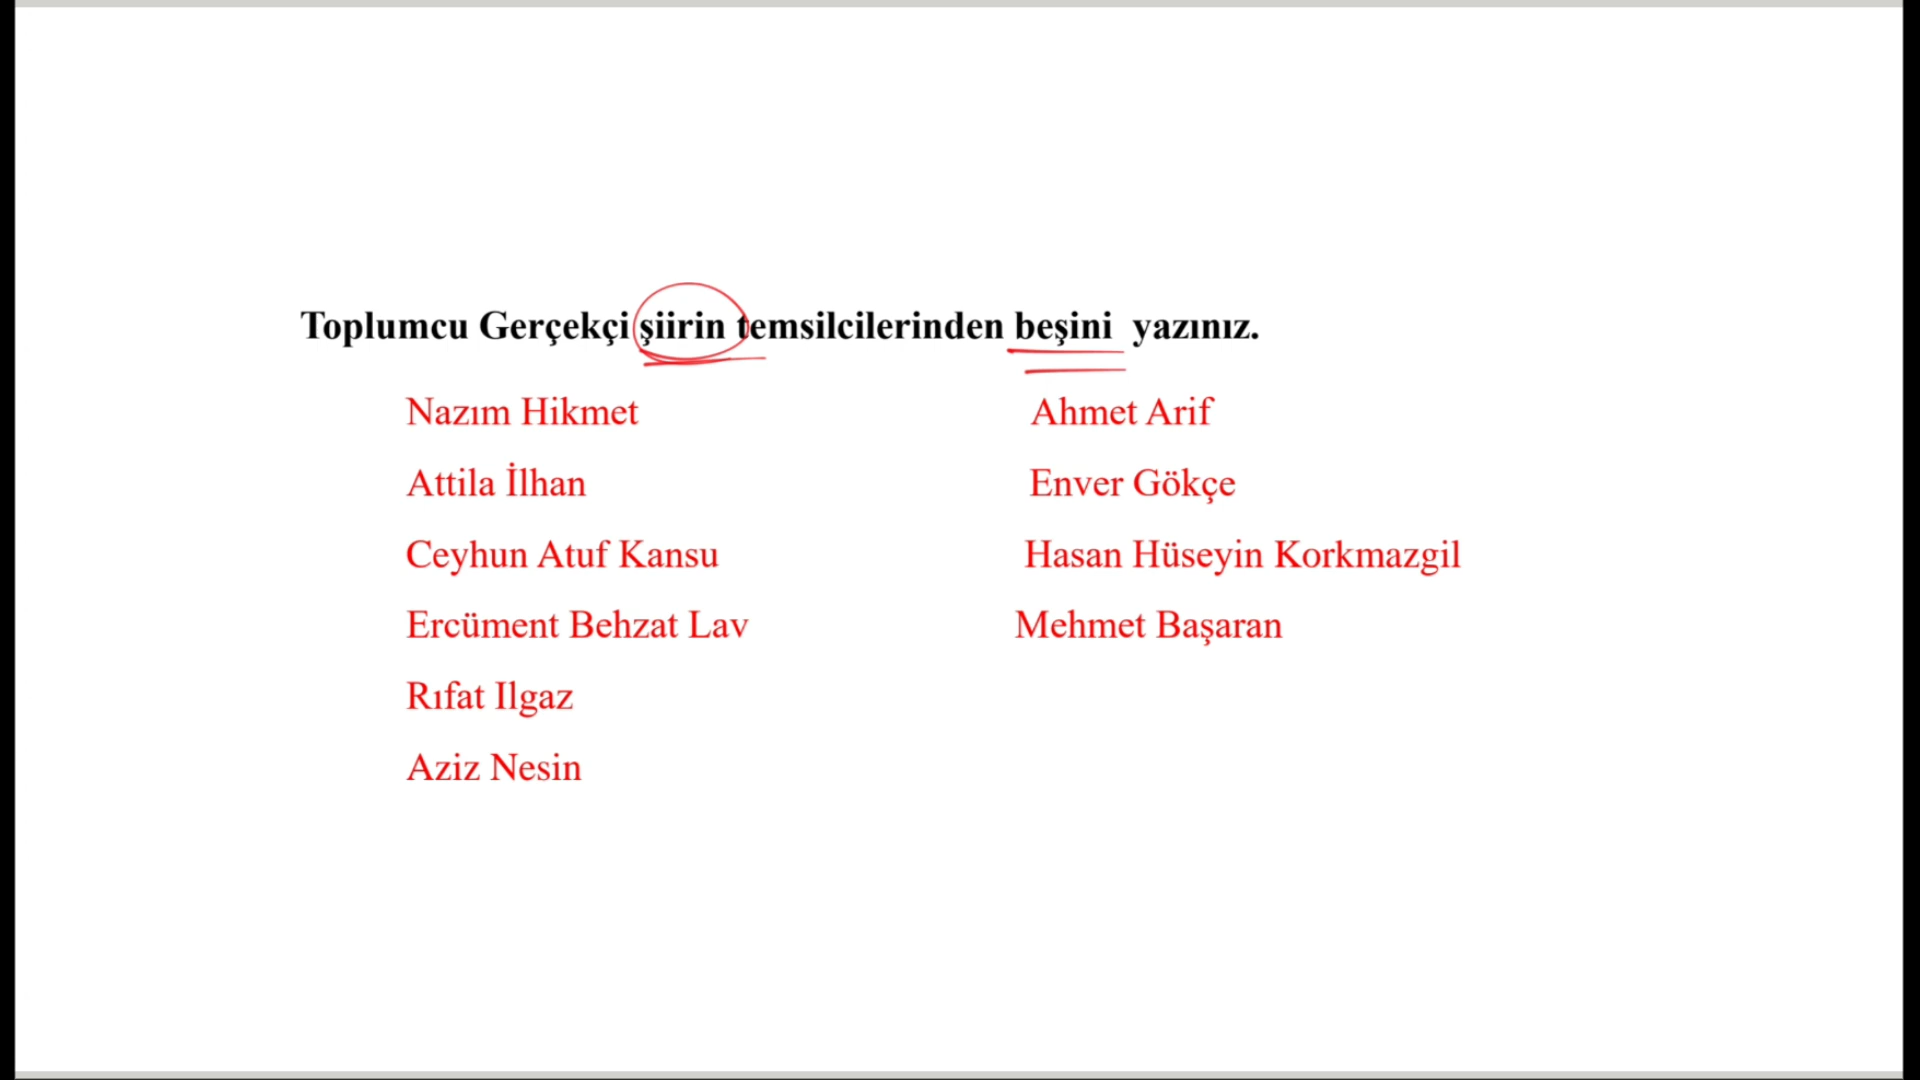 Toplumcu Gerçekçi şiirin temsilcilerinden beşini yazınız.
Nazım Hikmet
Attila İlhan
Ceyhun Atuf Kansu
Ercüment Behzat Lav
Rıfat Ilgaz
Aziz Nesin
Ahmet Arif
Enver Gökçe
Hasan Hüseyin Korkmazgil
Mehmet Başaran